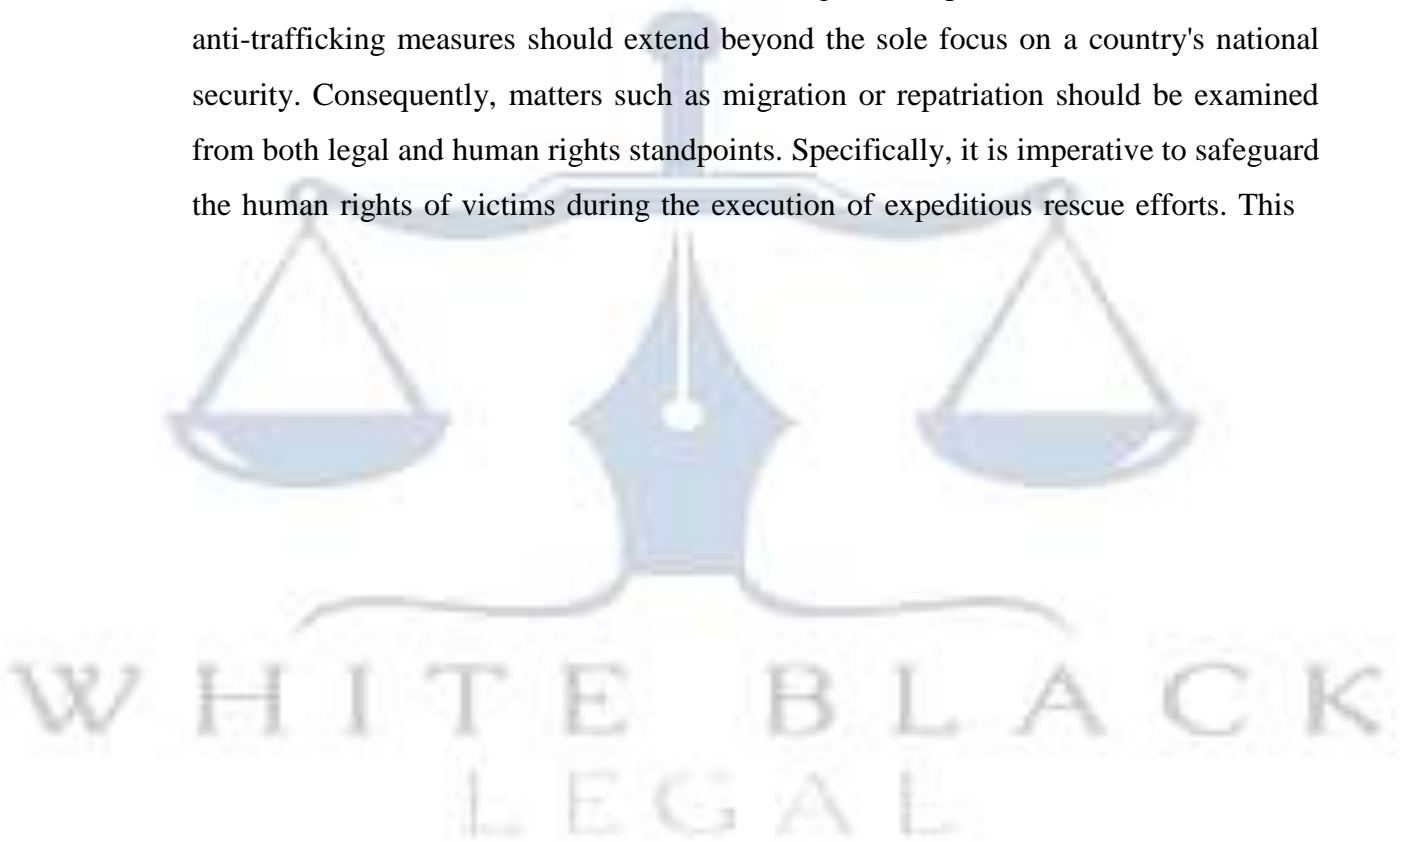 anti-trafficking measures should extend beyond the sole focus on a country's national
security. Consequently, matters such as migration or repatriation should be examined
from both legal and human rights standpoints. Specifically, it is imperative to safeguard
the human rights of victims during the execution of expeditious rescue efforts. This
WHITE BLACK
LEGAL